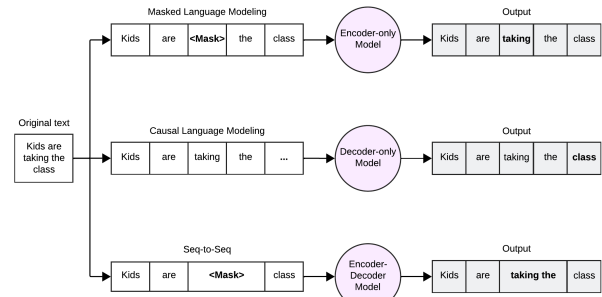 Masked Language Modeling
Kids are <Mask> the class
Encoder-only
Model
Output
Kids are taking the class
Original text
Kids are
taking the
class
Causal Language Modeling
Kids are taking the ...
Decoder-only
Model
Output
Kids are taking the class
Seq-to-Seq
Kids are <Mask> class
Encoder-
Decoder
Model
Output
Kids are taking the class